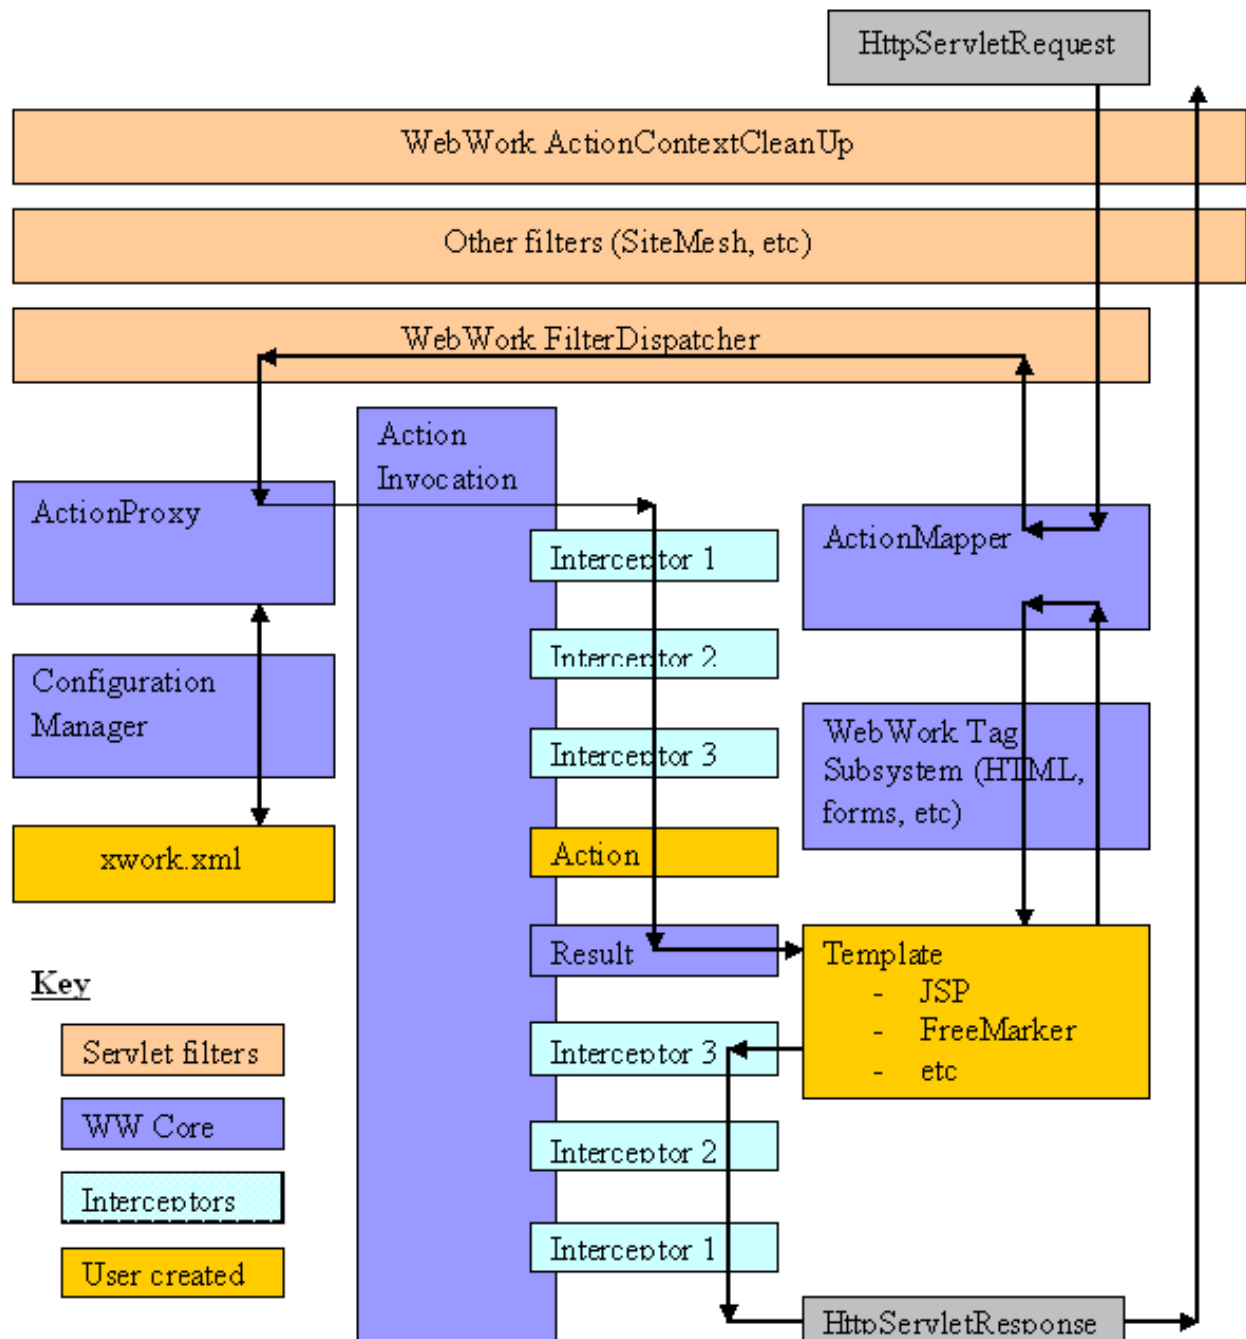 HttpServletRequest
WebWork ActionContextCleanUp
Other filters (SiteMesh, etc)
WebWork FilterDispatcher
Action
Invocation
ActionProxy
ActionMapper
Interceptor 1
Interceptor 2
Configuration
Manager
WebWork Tag
Subsystem (HTML,
forms, etc)
Interceptor 3
xwork.xml
Action
Result
Template
- JSP
- FreeMarker
- etc
Key
Servlet filters
WW Core
Interceptors
User created
Interceptor 3
Interceptor 2
Interceptor 1
HttpServletResponse